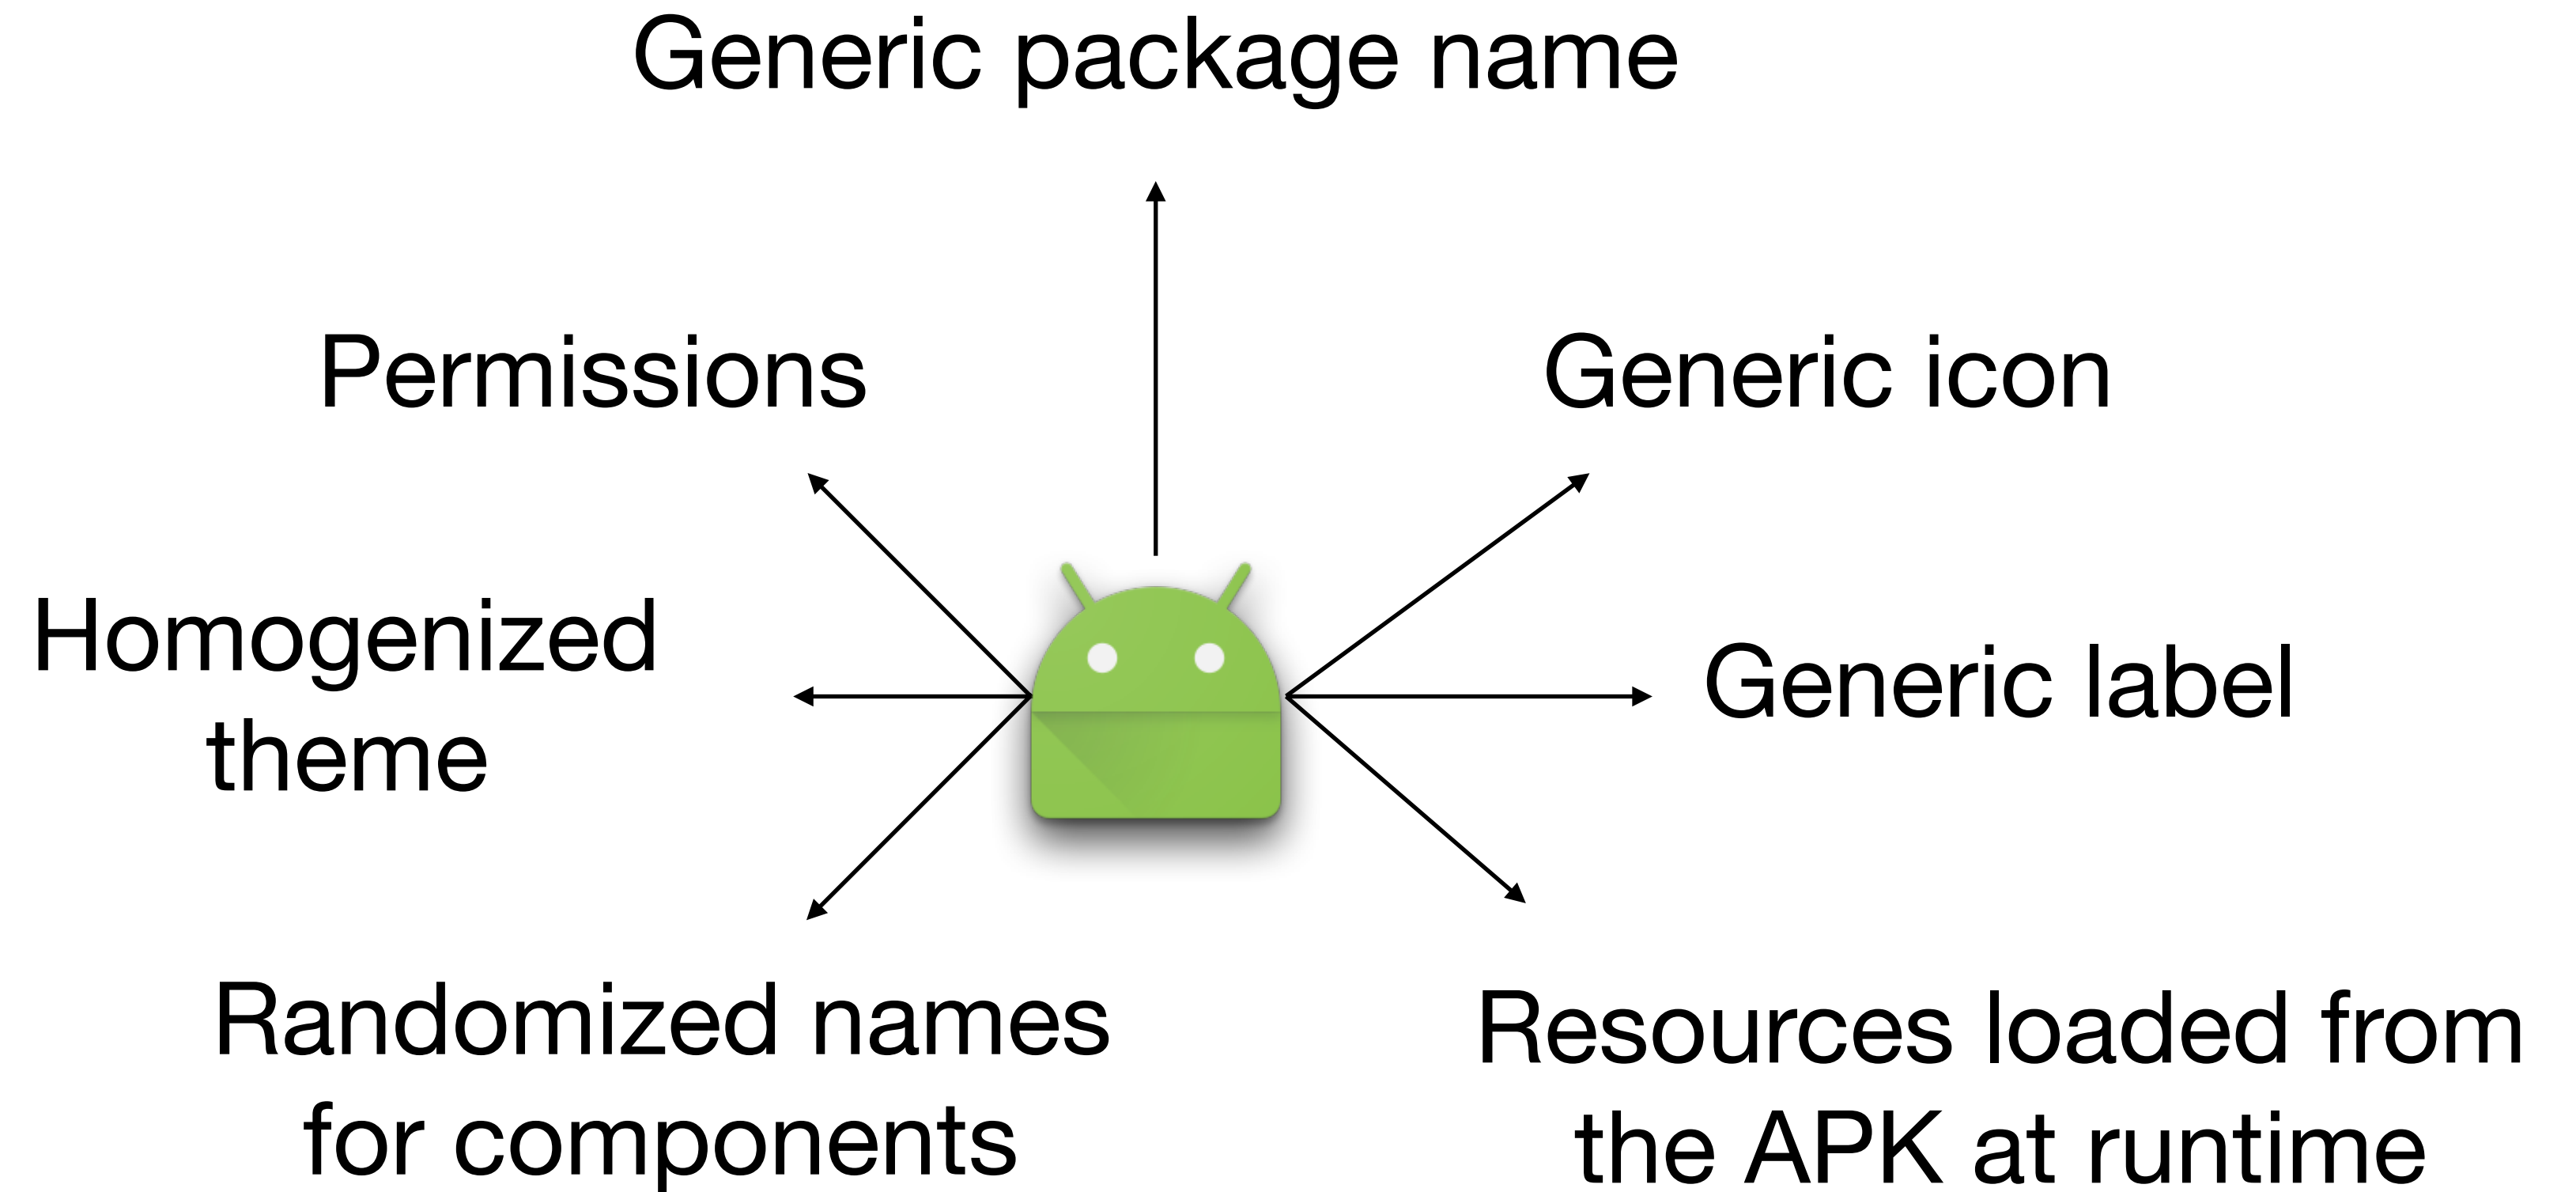 Generic package name
Permissions
Generic icon
Homogenized
theme
Generic label
Randomized names
for components
Resources loaded from
the APK at runtime